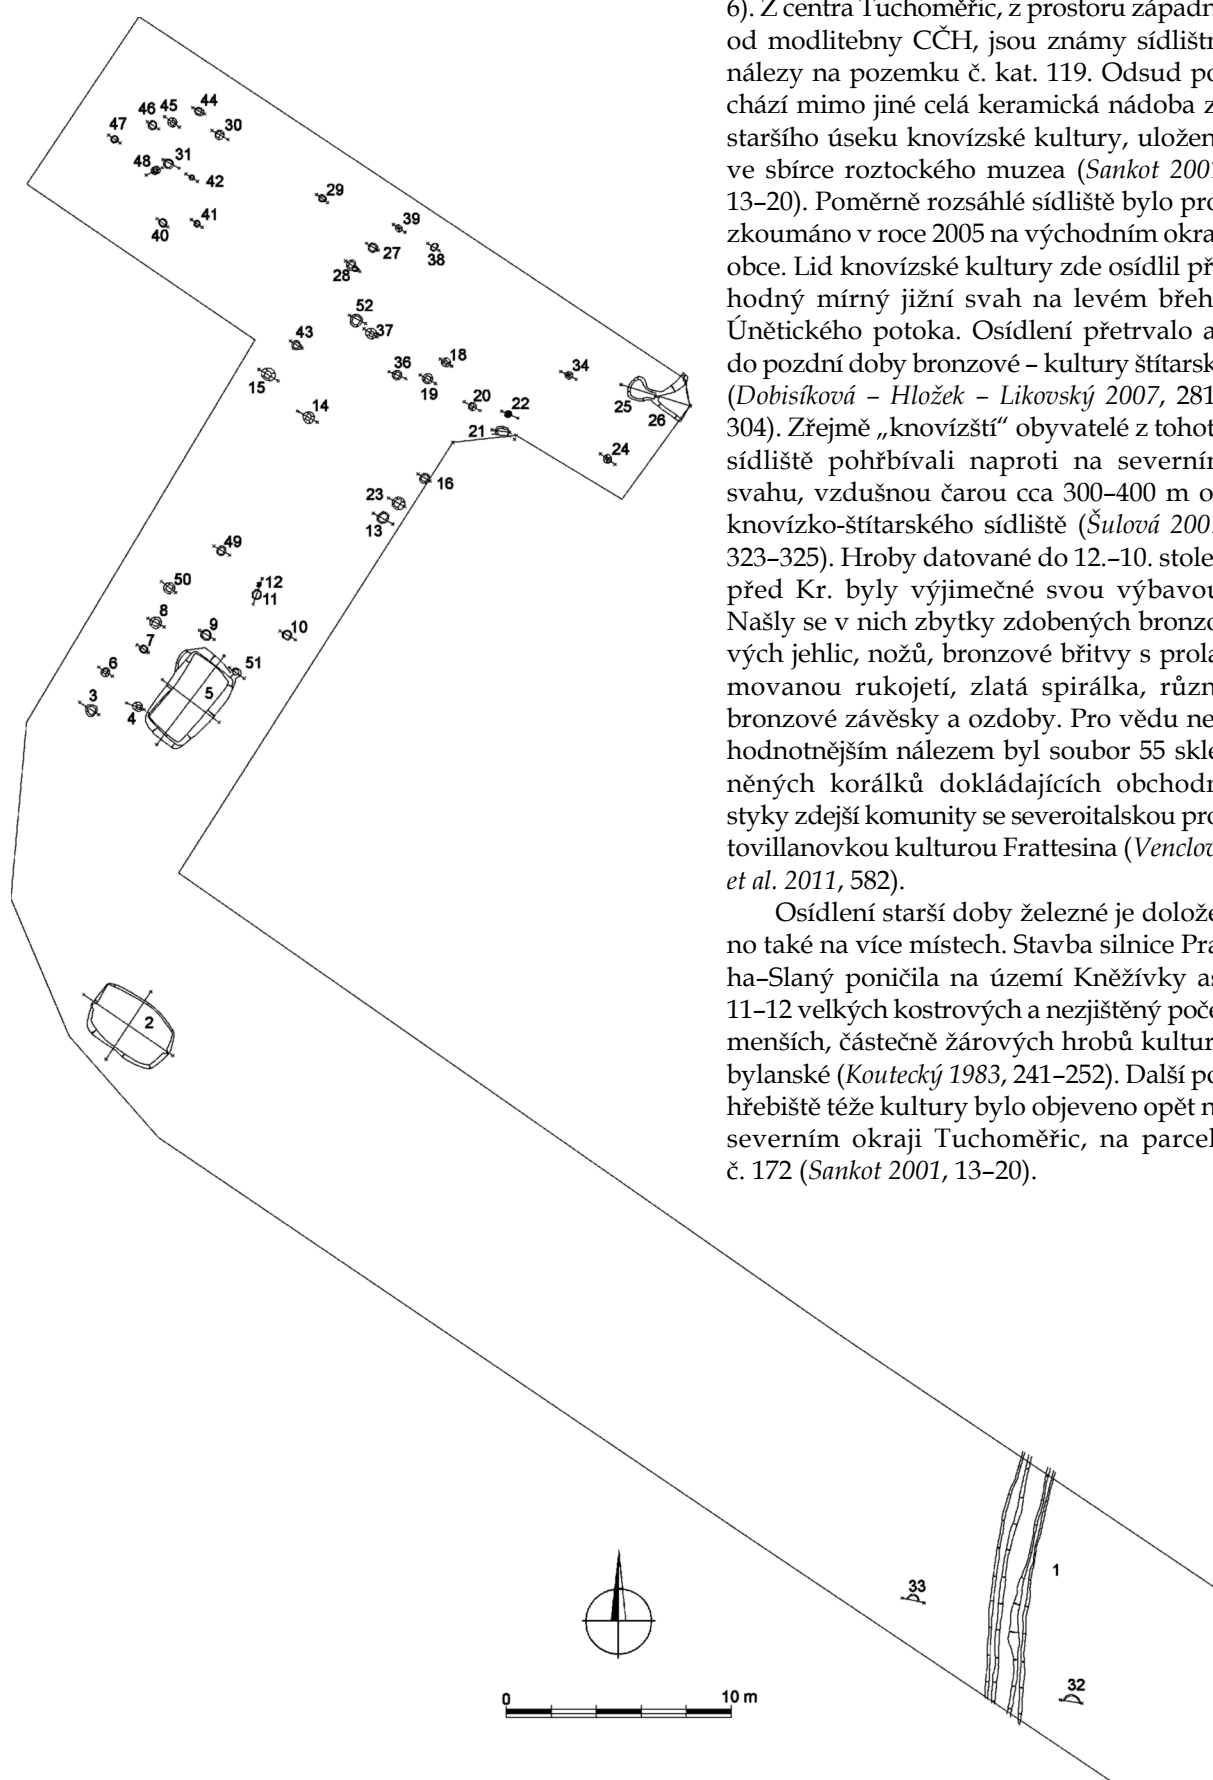 6). Z centra Tuchoměřic, z prostoru západn
od modlitebny CČH, jsou známy sídlištn
nálezy na pozemku č. kat. 119. Odsud po
chází mimo jiné celá keramická nádoba z
staršího úseku knovízské kultury, uložen
ve sbírce roztockého muzea (Sankot 2001
13–20). Poměrně rozsáhlé sídliště bylo pro
zkoumáno v roce 2005 na východním okra
obce. Lid knovízské kultury zde osídlil př
hodný mírný jižní svah na levém břeh
Únětického potoka. Osídlení přetrvalo a
do pozdní doby bronzové – kultury štítarsk
(Dobisíková – Hložek – Likovský 2007, 281
304). Zřejmě „knovízští“ obyvatelé z tohot
sídliště pohřbívali naproti na severním
svahu, vzdušnou čarou cca 300–400 m o
knovízko-štítarského sídliště (Šulová 200
323–325). Hroby datované do 12.–10. stole
před Kr. byly výjimečné svou výbavou
Našly se v nich zbytky zdobených bronzo
vých jehlic, nožů, bronzové břitvy s prola
movanou rukojetí, zlatá spirálka, různ
bronzové závěsky a ozdoby. Pro vědu ne
hodnotnějším nálezem byl soubor 55 skle
něných korálků dokládajících obchodn
styky zdejší komunity se severoitalskou pro
tovillanovkou kulturou Frattesina (Venclov
et al. 2011, 582).
Osídlení starší doby železné je dolože
no také na více místech. Stavba silnice Pra
ha–Slaný poničila na území Kněžívky as
11–12 velkých kostrových a nezjištěný poče
menších, částečně žárových hrobů kultur
bylanské (Koutecký 1983, 241–252). Další po
hřebiště téže kultury bylo objeveno opět n
severním okraji Tuchoměřic, na parcel
č. 172 (Sankot 2001, 13–20).
44
46 45
30
47
31
48
42
29
41
40
39
27
38
28
52
37
43
18
36
34
15
19
20
22
25
14
26
21
24
16
23
13
49
12
50
11
8
9
10
7
6
51
5
3
4
2
1
33
32
0 10 m